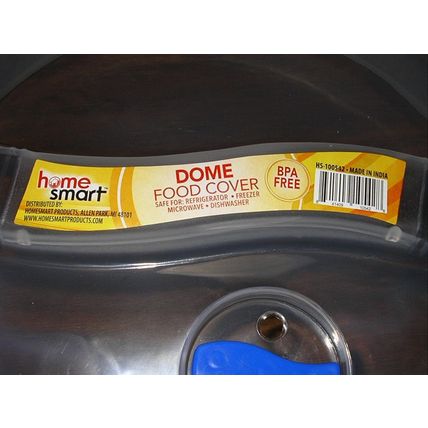 home
smart™
DISTRIBUTED BY:
HOMESMART PRODUCTS, ALLEN PARK, MI 48101
WWW.HOMESMARTPRODUCTS.COM
DOME
FOOD COVER
SAFE FOR: REFRIGERATOR • FREEZER
MICROWAVE • DISHWASHER
BPA
FREE
HS-100542 • MADE IN INDIA